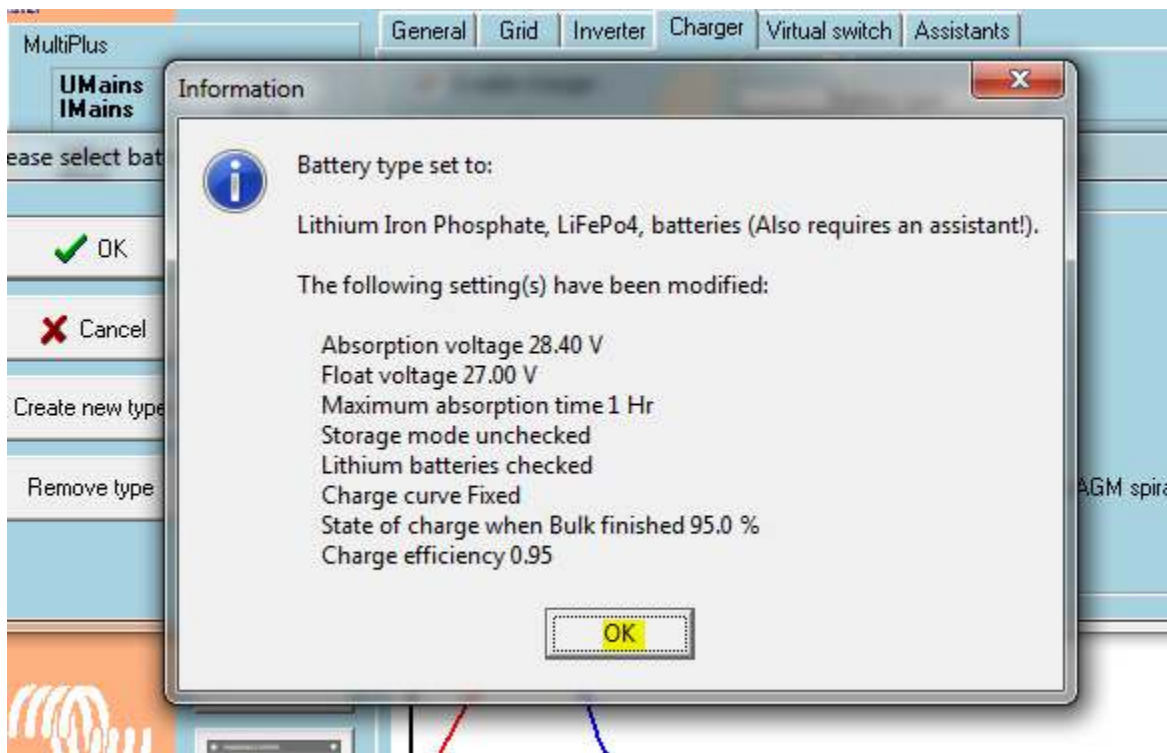 MultiPlus
General Grid Inverter Charger Virtual switch Assistants
UMains
IMains
Information
ease select bat
Battery type set to:
Lithium Iron Phosphate, LiFePo4, batteries (Also requires an assistant!).
OK
The following setting(s) have been modified:
Cancel
Absorption voltage 28.40 V
Float voltage 27.00 V
Create new type
Maximum absorption time 1 Hr
Storage mode unchecked
Lithium batteries checked
Remove type
AGM spira
Charge curve Fixed
State of charge when Bulk finished 95.0 %
Charge efficiency 0.95
OK